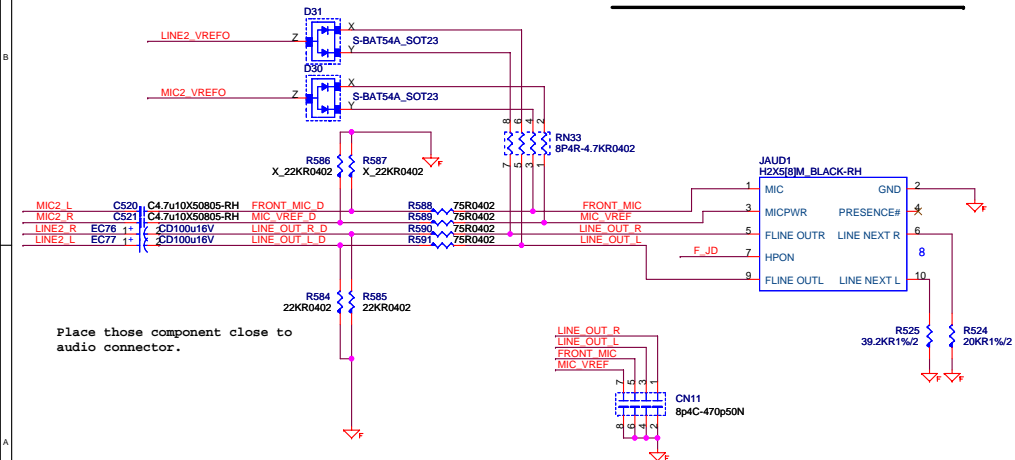 D31
LINE2_VREFO
Z
X
Y
S-BAT54A_SOT23
B
D30
MIC2_VREFO
Z
X
Y
S-BAT54A_SOT23
8 6 4 2
RN33
8P4R-4.7KR0402
7 5 3 1
R586
X_22KR0402
R587
X_22KR0402
F
JAUD1
H2X5[8]M_BLACK-RH
1 MIC GND 2
3 MICPWR PRESENCE# 4
5 FLINE OUTR LINE NEXT R 6
7 HPON 8
9 FLINE OUTL LINE NEXT L 10
F
F_JD
MIC2_L C520 C4.7u10X50805-RH FRONT_MIC_D R588 75R0402 FRONT_MIC
MIC2_R C521 C4.7u10X50805-RH MIC_VREF_D R589 75R0402 MIC_VREF
LINE2_R EC76 1 + 2 CD100u16V LINE_OUT_R_D R590 75R0402 LINE_OUT_R
LINE2_L EC77 1 + 2 CD100u16V LINE_OUT_L_D R591 75R0402 LINE_OUT_L
R584
22KR0402
R585
22KR0402
Place those component close to
audio connector.
F
R525
39.2KR1%/2
R524
20KR1%/2
F
F
LINE_OUT_R
LINE_OUT_L
FRONT_MIC
MIC_VREF
7 5 3 1
CN11
8p4C-470p50N
8 6 4 2
F
A